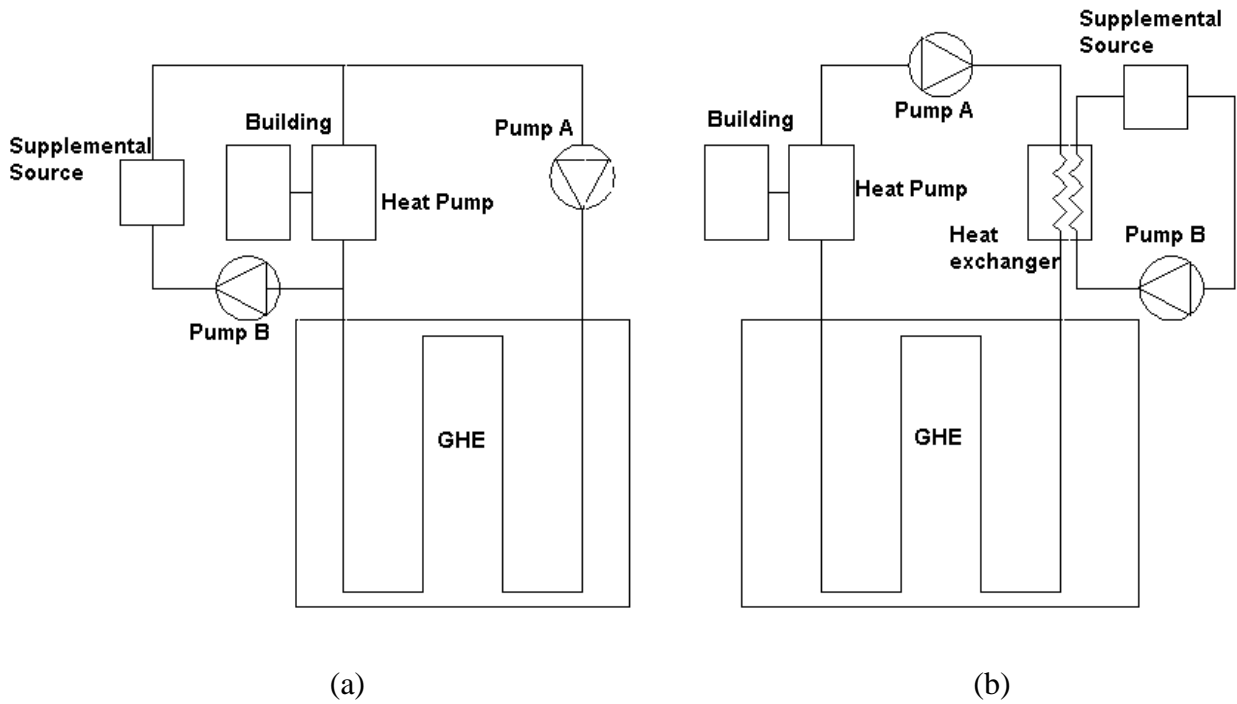 Supplemental
Source
Building
Pump A
Heat Pump
Pump B
GHE
(a)
Supplemental
Source
Pump A
Building
Heat Pump
Heat
exchanger
Pump B
GHE
(b)